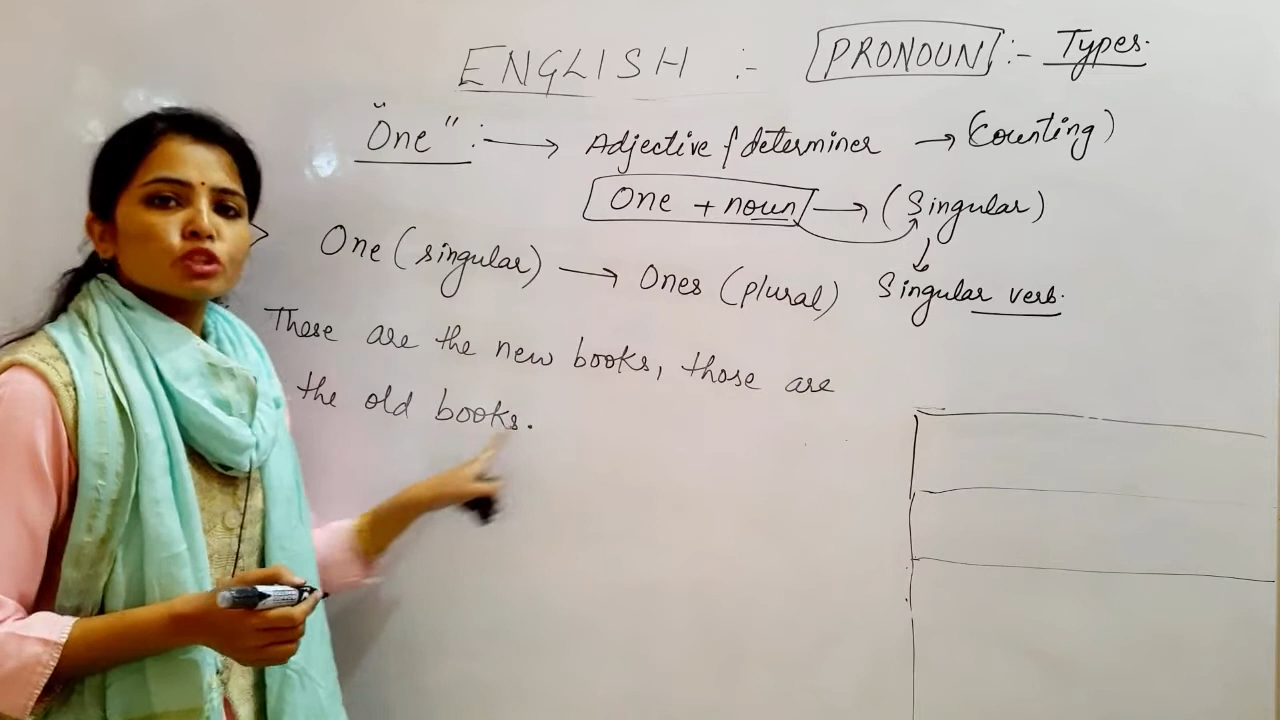 ENGLISH :- PRONOUN :- Types.
"One" : → Adjective / determiner → (Counting)
One + noun → (Singular)
One (singular) → Ones (plural) Singular verb.
These are the new books, those are
the old books.